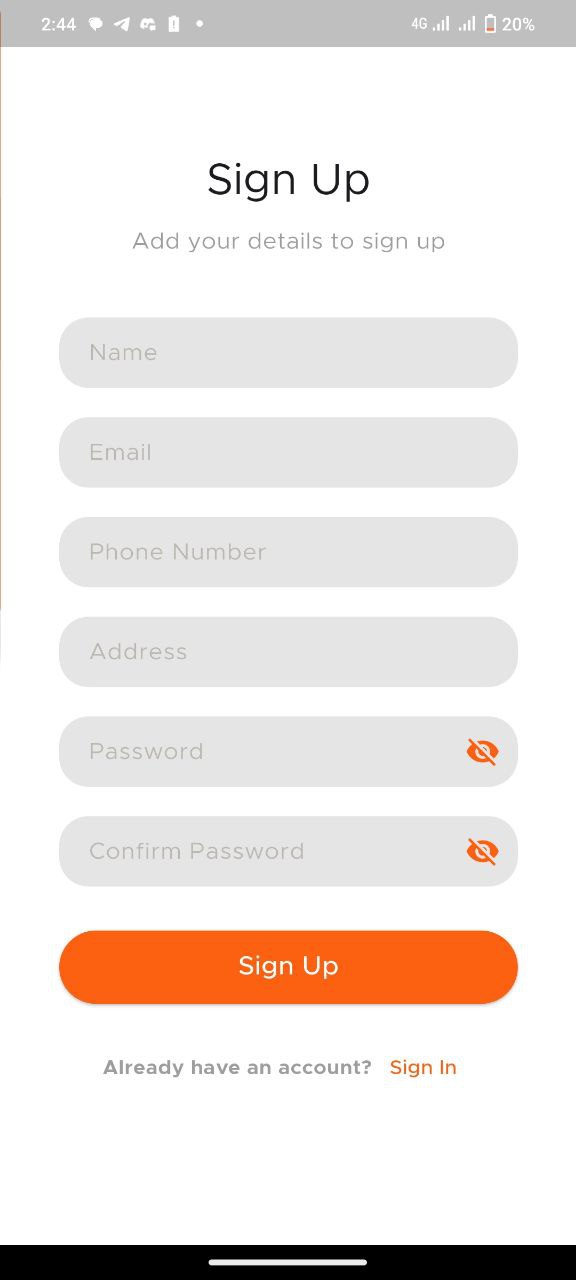 2:44 4G 20%
Sign Up
Add your details to sign up
Name
Email
Phone Number
Address
Password
Confirm Password
Sign Up
Already have an account? Sign In